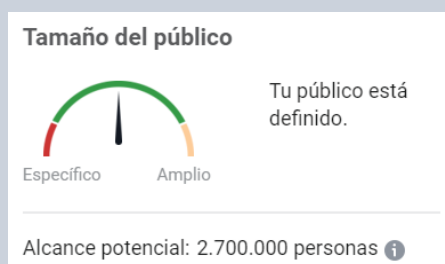 Tamaño del público
Tu público está
definido.
Específico Amplio
Alcance potencial: 2.700.000 personas